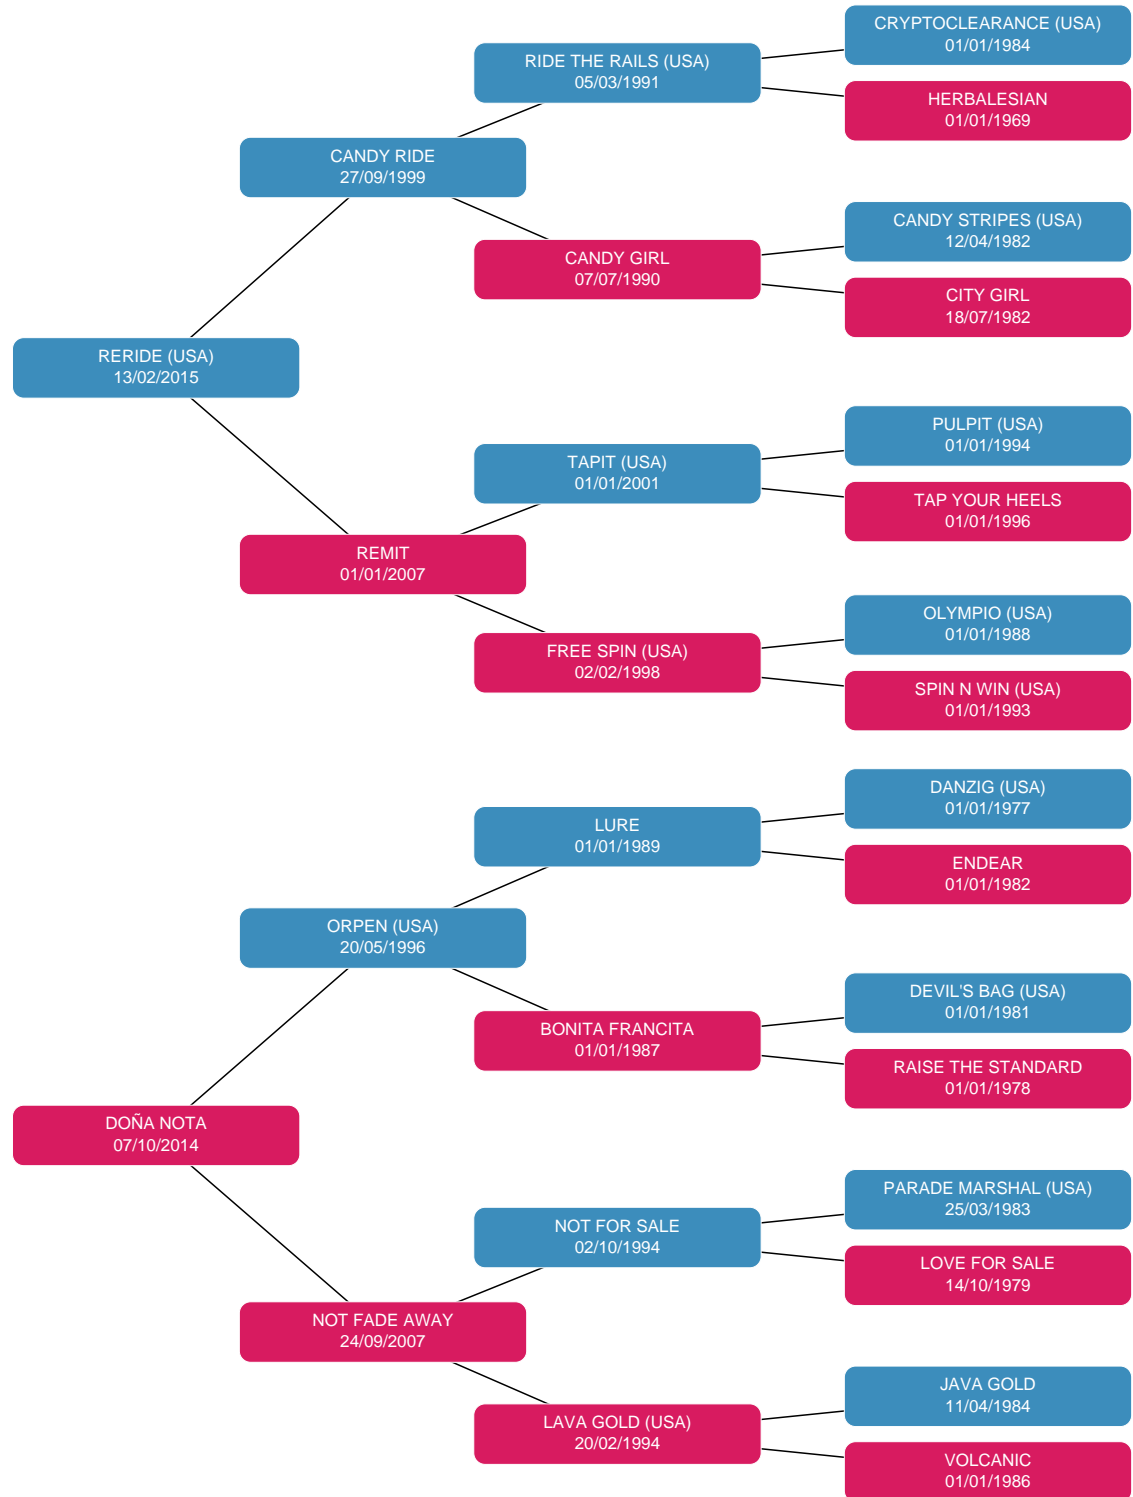 CRYPTOCLEARANCE (USA)
01/01/1984
RIDE THE RAILS (USA)
05/03/1991
HERBALESIAN
01/01/1969
CANDY RIDE
27/09/1999
CANDY STRIPES (USA)
12/04/1982
CANDY GIRL
07/07/1990
CITY GIRL
18/07/1982
RERIDE (USA)
13/02/2015
PULPIT (USA)
01/01/1994
TAPIT (USA)
01/01/2001
TAP YOUR HEELS
01/01/1996
REMIT
01/01/2007
OLYMPIO (USA)
01/01/1988
FREE SPIN (USA)
02/02/1998
SPIN N WIN (USA)
01/01/1993
DANZIG (USA)
01/01/1977
LURE
01/01/1989
ENDEAR
01/01/1982
ORPEN (USA)
20/05/1996
DEVIL'S BAG (USA)
01/01/1981
BONITA FRANCITA
01/01/1987
RAISE THE STANDARD
01/01/1978
DOÑA NOTA
07/10/2014
PARADE MARSHAL (USA)
25/03/1983
NOT FOR SALE
02/10/1994
LOVE FOR SALE
14/10/1979
NOT FADE AWAY
24/09/2007
JAVA GOLD
11/04/1984
LAVA GOLD (USA)
20/02/1994
VOLCANIC
01/01/1986